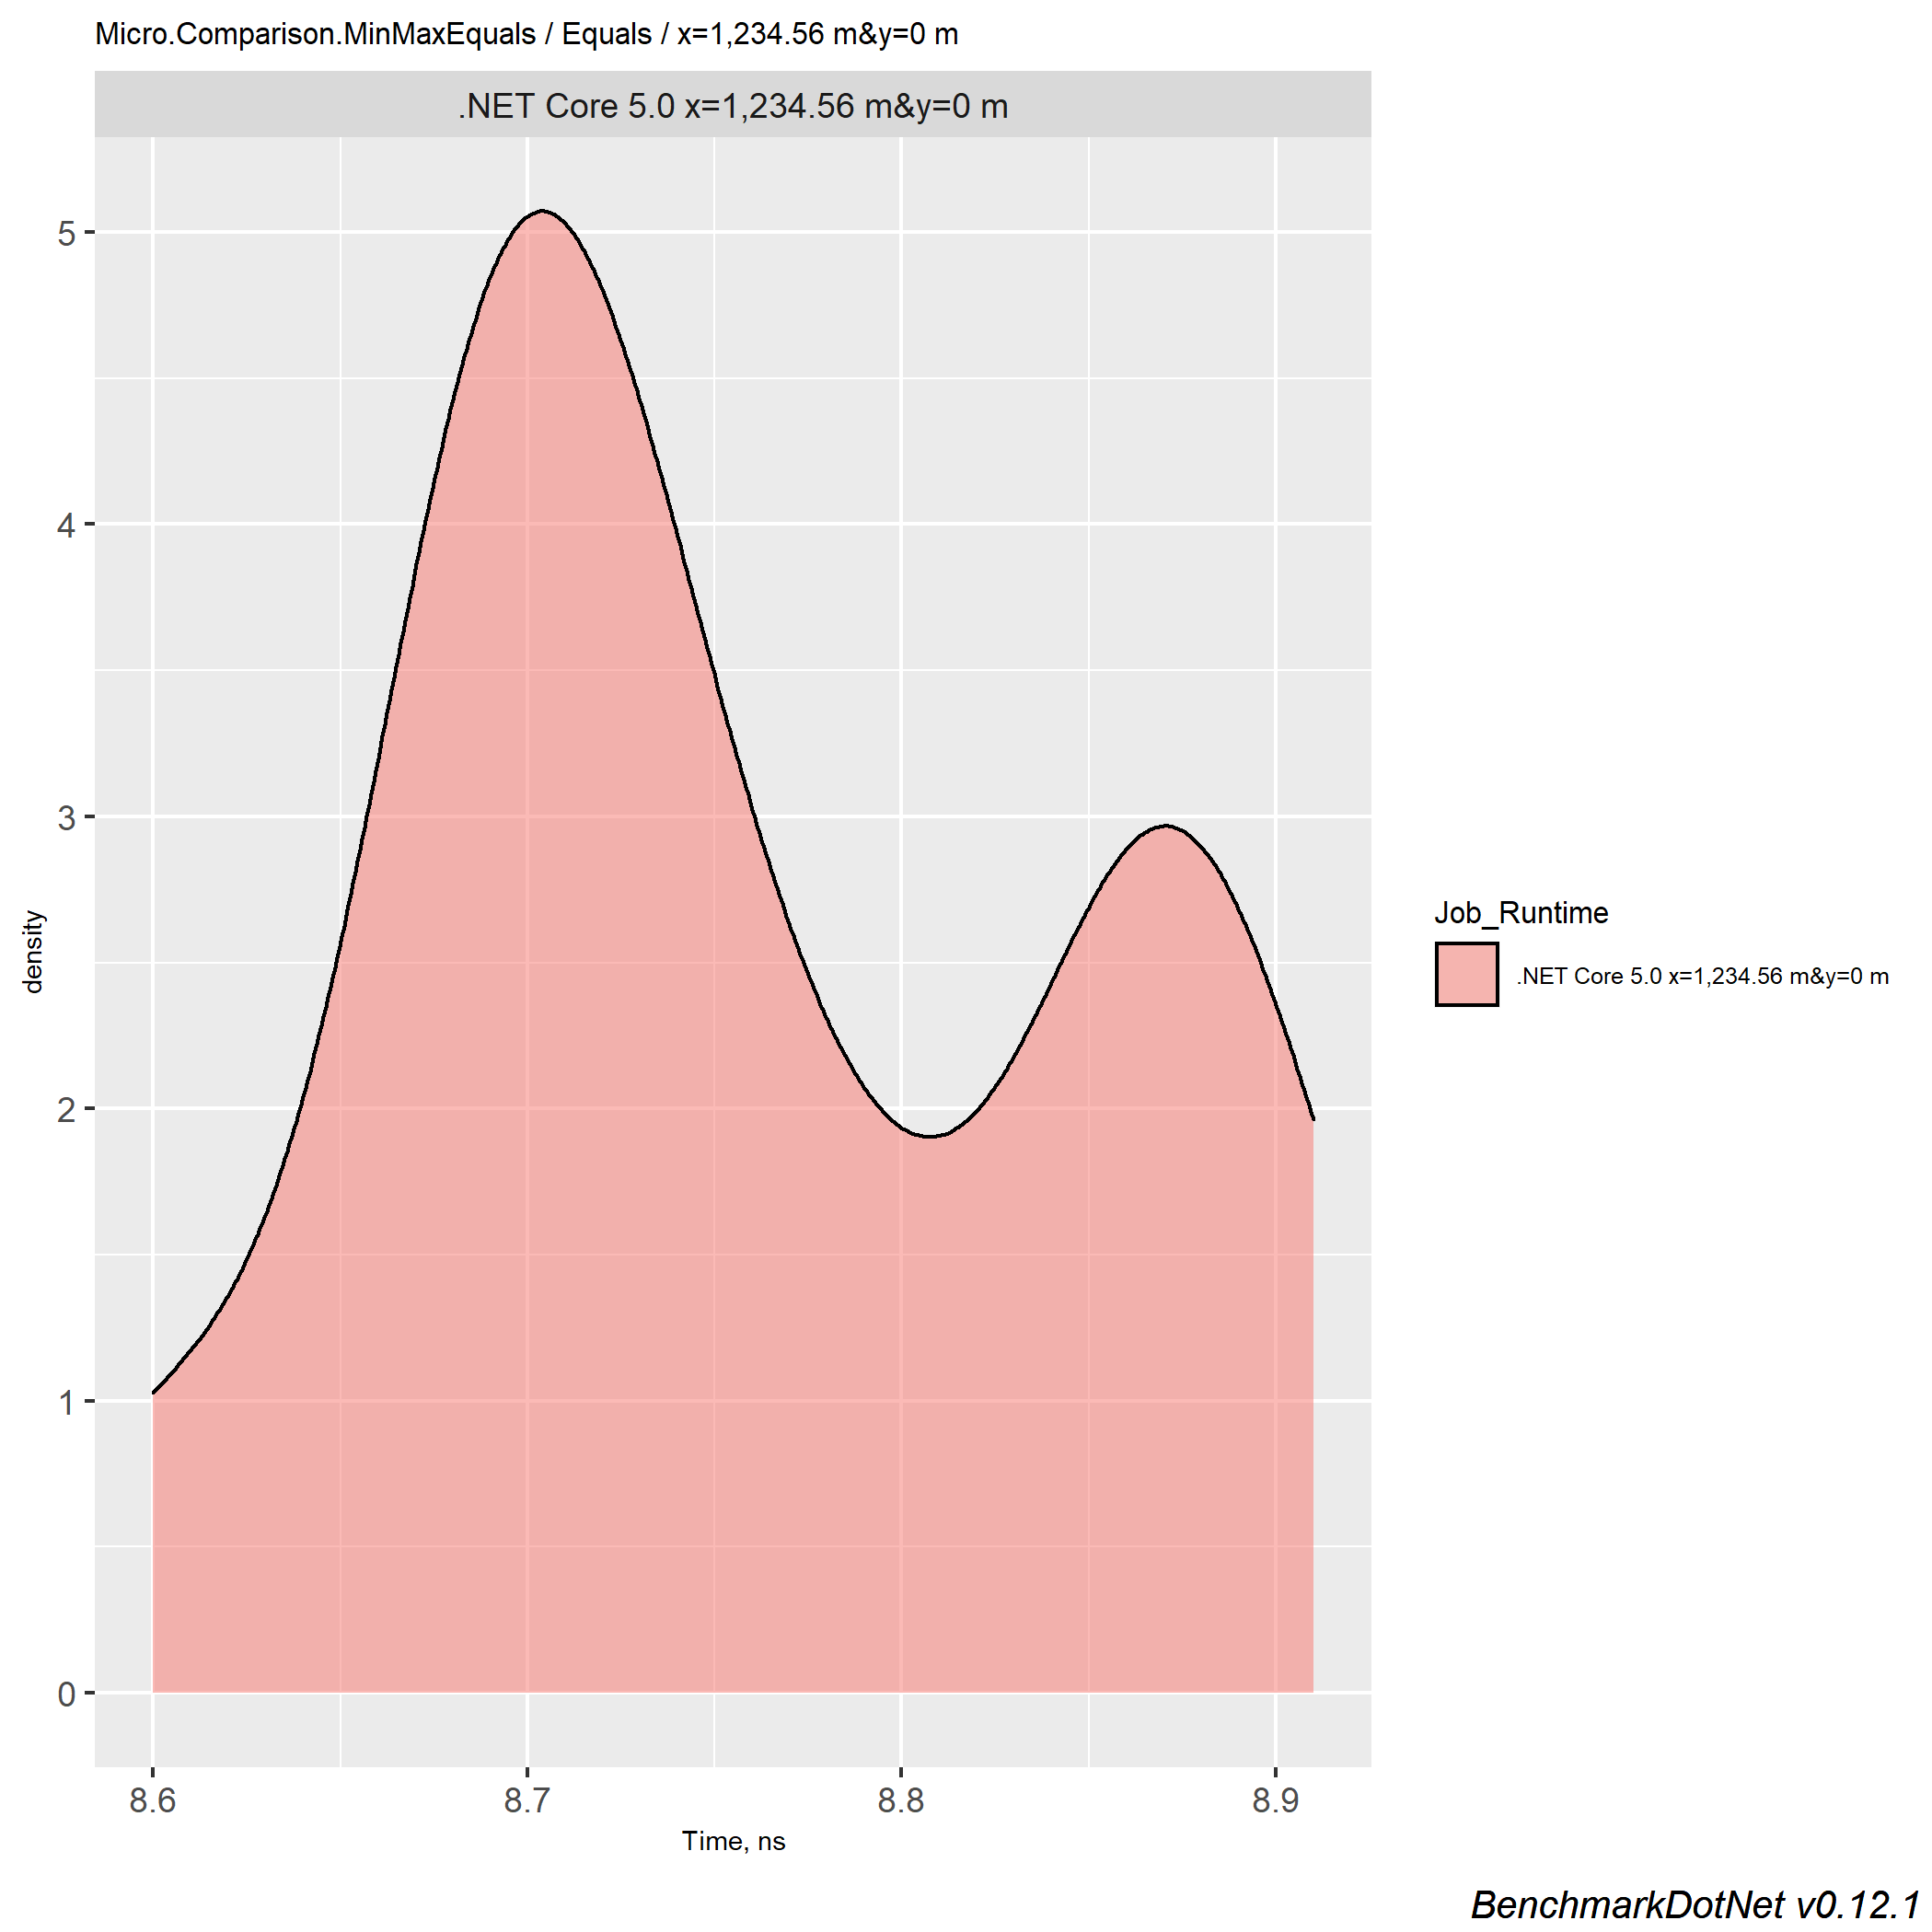 Micro.Comparison.MinMaxEquals / Equals / x=1,234.56 m&y=0 m
.NET Core 5.0 x=1,234.56 m&y=0 m
5
4
3
2
1
0
density
8.6 8.7 8.8 8.9
Time, ns
Job_Runtime
.NET Core 5.0 x=1,234.56 m&y=0 m
BenchmarkDotNet v0.12.1